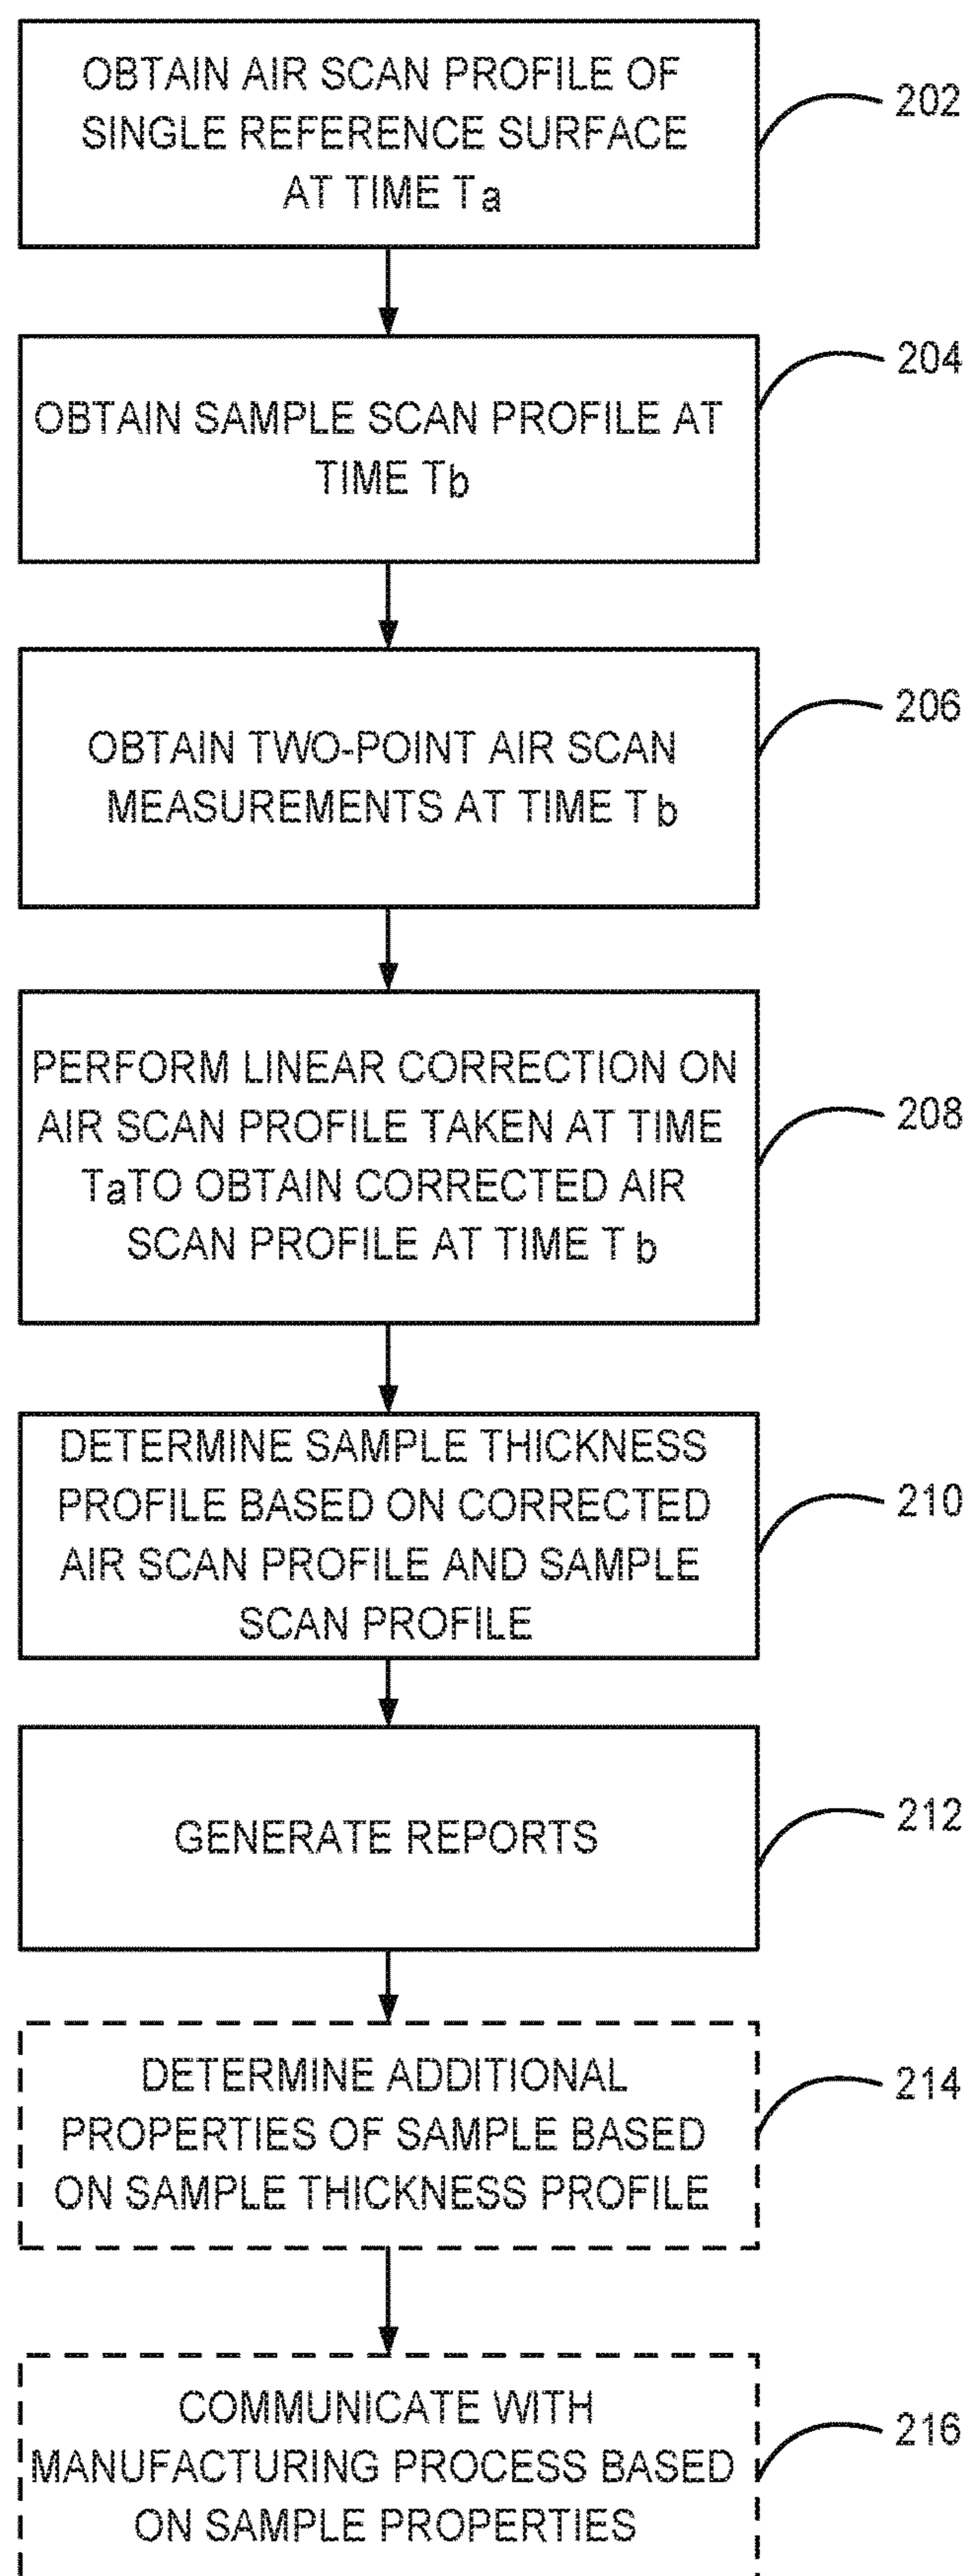 OBTAIN AIR SCAN PROFILE OF
SINGLE REFERENCE SURFACE
AT TIME Ta
202
OBTAIN SAMPLE SCAN PROFILE AT
TIME Tb
204
OBTAIN TWO-POINT AIR SCAN
MEASUREMENTS AT TIME T b
206
PERFORM LINEAR CORRECTION ON
AIR SCAN PROFILE TAKEN AT TIME
TaTO OBTAIN CORRECTED AIR
SCAN PROFILE AT TIME T b
208
DETERMINE SAMPLE THICKNESS
PROFILE BASED ON CORRECTED
AIR SCAN PROFILE AND SAMPLE
SCAN PROFILE
210
GENERATE REPORTS
212
DETERMINE ADDITIONAL
PROPERTIES OF SAMPLE BASED
ON SAMPLE THICKNESS PROFILE
214
COMMUNICATE WITH
MANUFACTURING PROCESS BASED
ON SAMPLE PROPERTIES
216